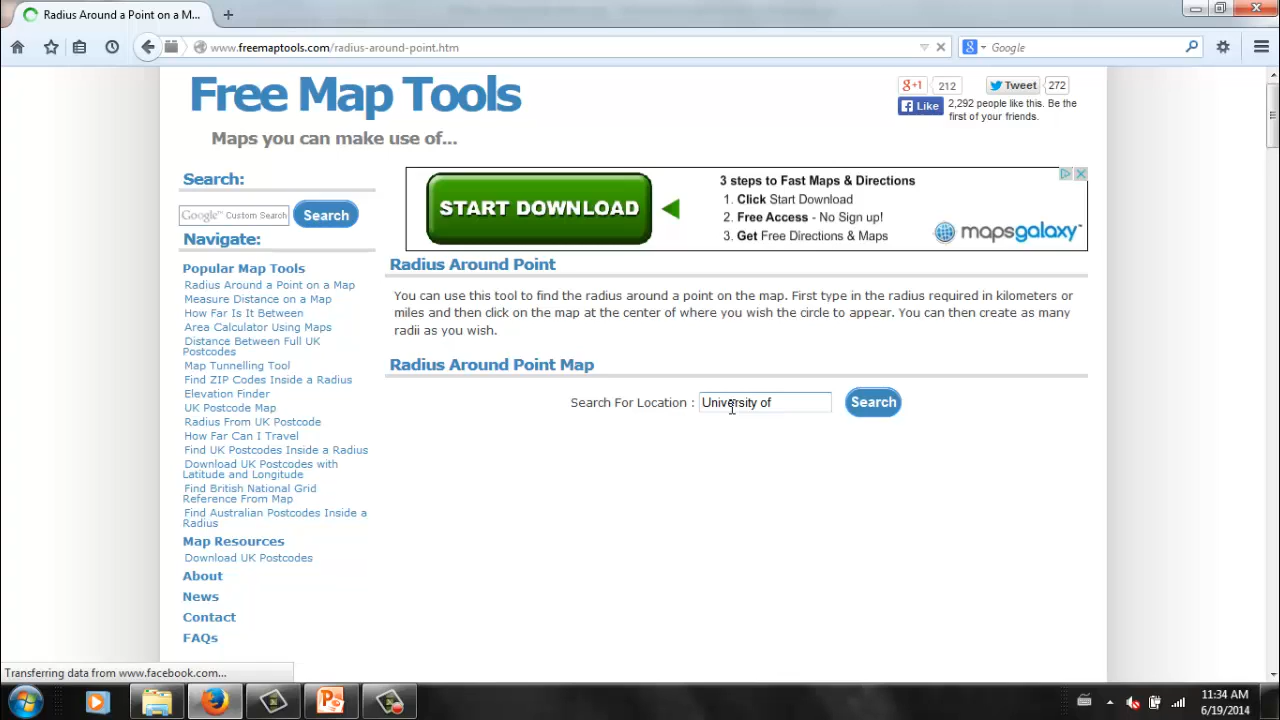 Radius Around a Point on a M...
www.freemaptools.com/radius-around-point.htm
Google
Free Map Tools
Maps you can make use of...
g+1 212
Tweet 272
Like
2,292 people like this. Be the
first of your friends.
Search:
Google Custom Search
Search
Navigate:
Popular Map Tools
Radius Around a Point on a Map
Measure Distance on a Map
How Far Is It Between
Area Calculator Using Maps
Distance Between Full UK
Postcodes
Map Tunnelling Tool
Find ZIP Codes Inside a Radius
Elevation Finder
UK Postcode Map
Radius From UK Postcode
How Far Can I Travel
Find UK Postcodes Inside a Radius
Download UK Postcodes with
Latitude and Longitude
Find British National Grid
Reference From Map
Find Australian Postcodes Inside a
Radius
Map Resources
Download UK Postcodes
About
News
Contact
FAQs
START DOWNLOAD
3 steps to Fast Maps & Directions
1. Click Start Download
2. Free Access - No Sign up!
3. Get Free Directions & Maps
mapsgalaxy™
Radius Around Point
You can use this tool to find the radius around a point on the map. First type in the radius required in kilometers or
miles and then click on the map at the center of where you wish the circle to appear. You can then create as many
radii as you wish.
Radius Around Point Map
Search For Location : University of
Search
Transferring data from www.facebook.com...
11:34 AM
6/19/2014